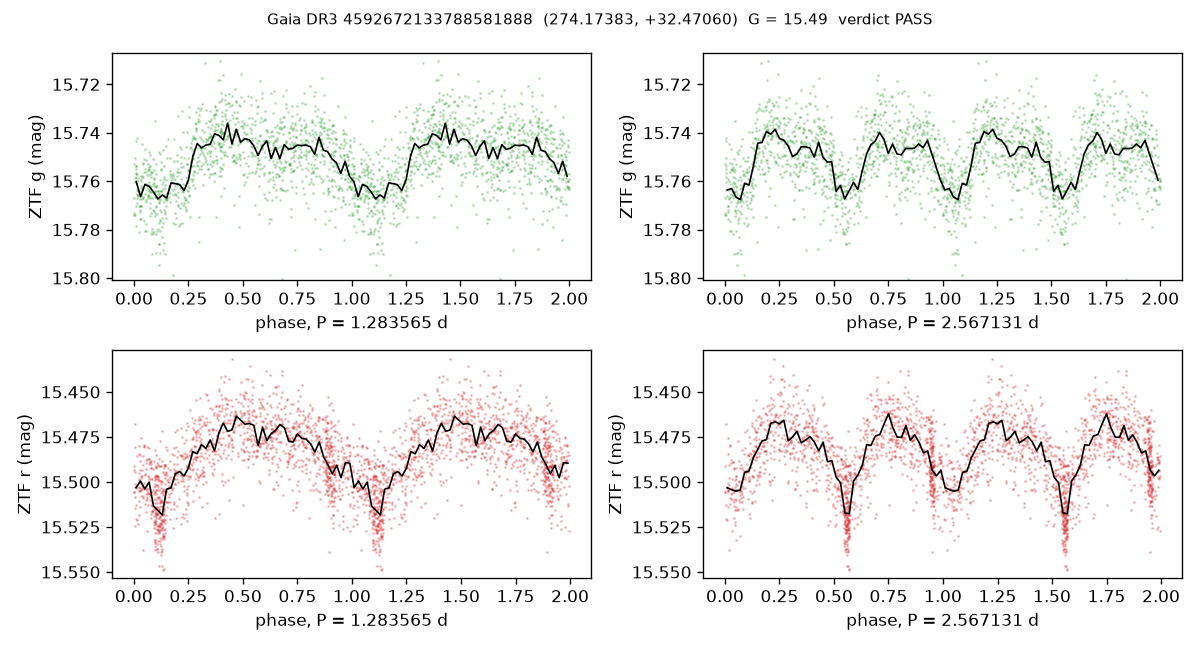 Gaia DR3 4592672133788581888 (274.17383, +32.47060) G = 15.49 verdict PASS
ZTF g (mag)
15.72
15.74
15.76
15.78
15.80
0.00 0.25 0.50 0.75 1.00 1.25 1.50 1.75 2.00
phase, P = 1.283565 d
ZTF g (mag)
15.72
15.74
15.76
15.78
15.80
0.00 0.25 0.50 0.75 1.00 1.25 1.50 1.75 2.00
phase, P = 2.567131 d
ZTF r (mag)
15.450
15.475
15.500
15.525
15.550
0.00 0.25 0.50 0.75 1.00 1.25 1.50 1.75 2.00
phase, P = 1.283565 d
ZTF r (mag)
15.450
15.475
15.500
15.525
15.550
0.00 0.25 0.50 0.75 1.00 1.25 1.50 1.75 2.00
phase, P = 2.567131 d